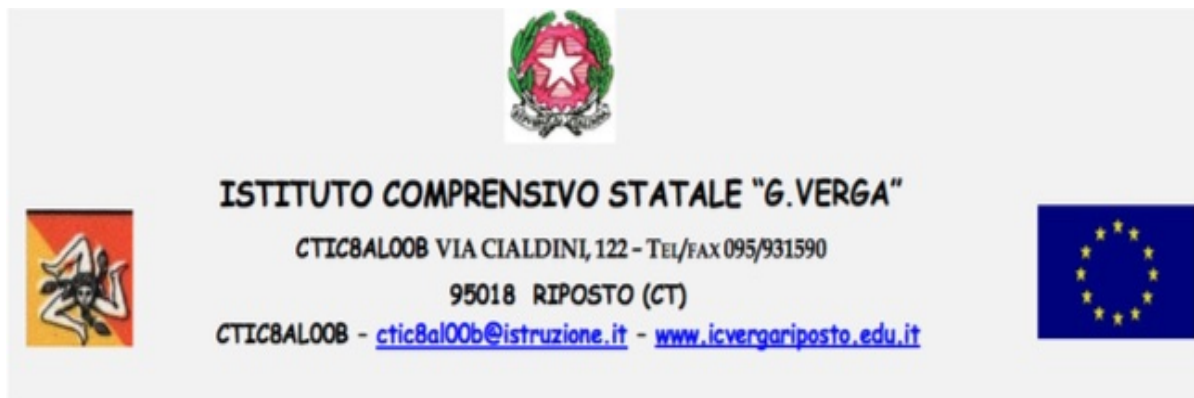 ISTITUTO COMPRENSIVO STATALE “G.VERGA”
CTIC8AL00B VIA CIALDINI, 122 – TEL/FAX 095/931590
95018 RIPOSTO (CT)
CTIC8AL00B – ctic8al00b@istruzione.it – www.icvergariposto.edu.it